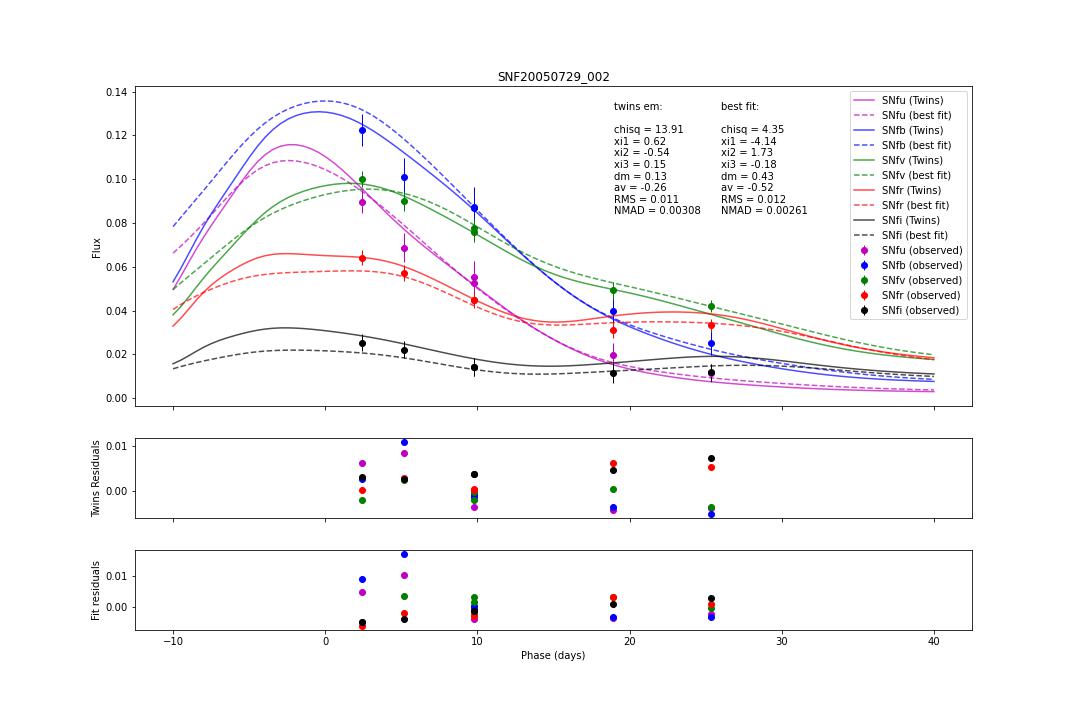 SNF20050729_002
Flux
0.14
0.12
0.10
0.08
0.06
0.04
0.02
0.00
twins em:
chisq = 13.91
xi1 = 0.62
xi2 = -0.54
xi3 = 0.15
dm = 0.13
av = -0.26
RMS = 0.011
NMAD = 0.00308
best fit:
chisq = 4.35
xi1 = -4.14
xi2 = 1.73
xi3 = -0.18
dm = 0.43
av = -0.52
RMS = 0.012
NMAD = 0.00261
SNfu (Twins)
SNfu (best fit)
SNfb (Twins)
SNfb (best fit)
SNfv (Twins)
SNfv (best fit)
SNfr (Twins)
SNfr (best fit)
SNfi (Twins)
SNfi (best fit)
SNfu (observed)
SNfb (observed)
SNfv (observed)
SNfr (observed)
SNfi (observed)
Twins Residuals
0.01
0.00
Fit residuals
0.01
0.00
−10 0 10 20 30 40
Phase (days)